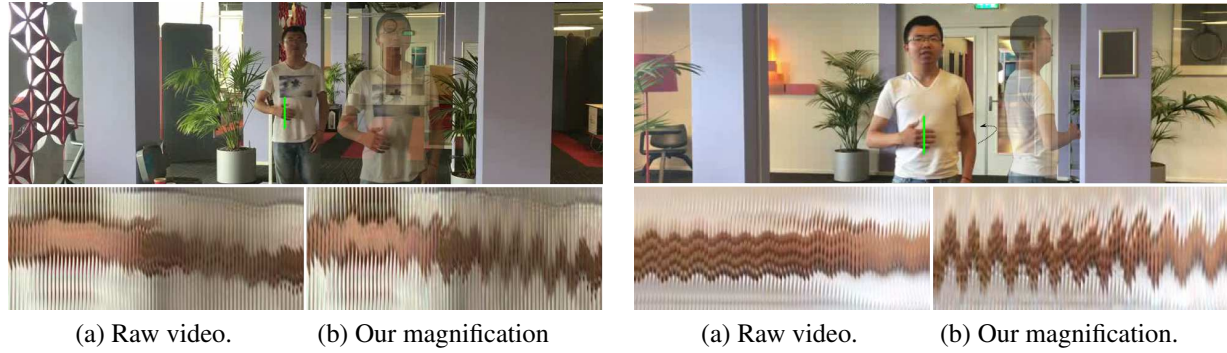 (a) Raw video.
(b) Our magnification
(a) Raw video.
(b) Our magnification.